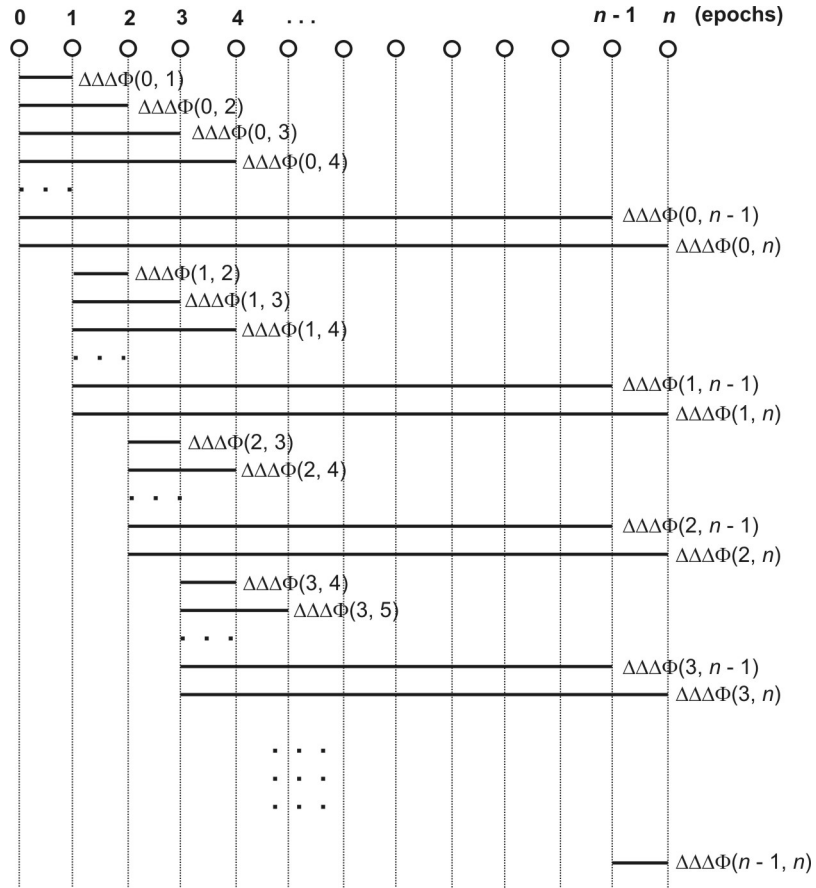 0 1 2 3 4 . . . n - 1 n (epochs)
ΔΔΔΦ(0, 1)
ΔΔΔΦ(0, 2)
ΔΔΔΦ(0, 3)
ΔΔΔΦ(0, 4)
. . .
ΔΔΔΦ(0, n - 1)
ΔΔΔΦ(0, n)
ΔΔΔΦ(1, 2)
ΔΔΔΦ(1, 3)
ΔΔΔΦ(1, 4)
. . .
ΔΔΔΦ(1, n - 1)
ΔΔΔΦ(1, n)
ΔΔΔΦ(2, 3)
ΔΔΔΦ(2, 4)
. . .
ΔΔΔΦ(2, n - 1)
ΔΔΔΦ(2, n)
ΔΔΔΦ(3, 4)
ΔΔΔΦ(3, 5)
. . .
ΔΔΔΦ(3, n - 1)
ΔΔΔΦ(3, n)
. . .
. . .
. . .
ΔΔΔΦ(n - 1, n)